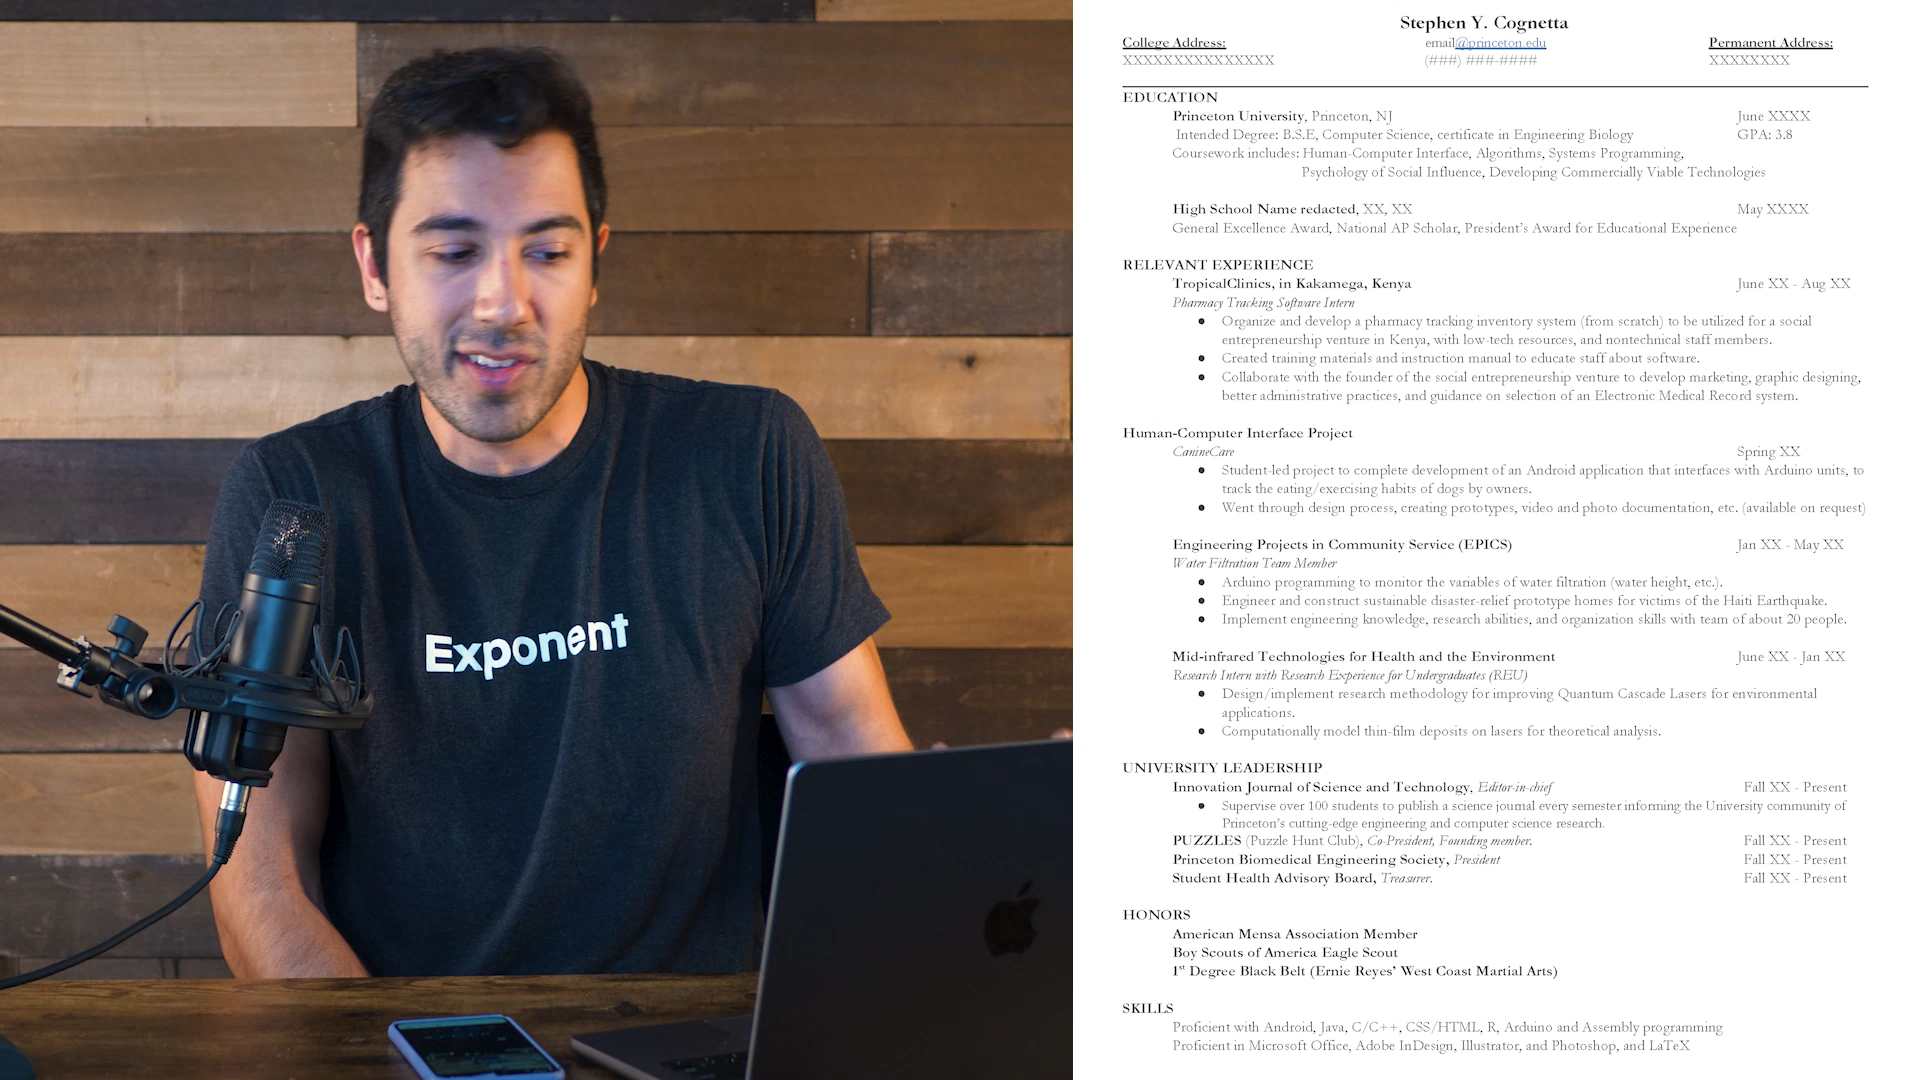 Exponent
Stephen Y. Cognetta
College Address: email@princeton.edu Permanent Address:
XXXXXXXXXXXXXXX (###) ###-#### XXXXXXXX
EDUCATION
Princeton University, Princeton, NJ June XXXX
Intended Degree: B.S.E, Computer Science, certificate in Engineering Biology GPA: 3.8
Coursework includes: Human-Computer Interface, Algorithms, Systems Programming,
Psychology of Social Influence, Developing Commercially Viable Technologies
High School Name redacted, XX, XX May XXXX
General Excellence Award, National AP Scholar, President's Award for Educational Experience
RELEVANT EXPERIENCE
TropicalClinics, in Kakamega, Kenya June XX - Aug XX
Pharmacy Tracking Software Intern
● Organize and develop a pharmacy tracking inventory system (from scratch) to be utilized for a social
entrepreneurship venture in Kenya, with low-tech resources, and nontechnical staff members.
● Created training materials and instruction manual to educate staff about software.
● Collaborate with the founder of the social entrepreneurship venture to develop marketing, graphic designing,
better administrative practices, and guidance on selection of an Electronic Medical Record system.
Human-Computer Interface Project
CanineCare Spring XX
● Student-led project to complete development of an Android application that interfaces with Arduino units, to
track the eating/exercising habits of dogs by owners.
● Went through design process, creating prototypes, video and photo documentation, etc. (available on request)
Engineering Projects in Community Service (EPICS) Jan XX - May XX
Water Filtration Team Member
● Arduino programming to monitor the variables of water filtration (water height, etc.).
● Engineer and construct sustainable disaster-relief prototype homes for victims of the Haiti Earthquake.
● Implement engineering knowledge, research abilities, and organization skills with team of about 20 people.
Mid-infrared Technologies for Health and the Environment June XX - Jan XX
Research Intern with Research Experience for Undergraduates (REU)
● Design/implement research methodology for improving Quantum Cascade Lasers for environmental
applications.
● Computationally model thin-film deposits on lasers for theoretical analysis.
UNIVERSITY LEADERSHIP
Innovation Journal of Science and Technology, Editor-in-chief Fall XX - Present
● Supervise over 100 students to publish a science journal every semester informing the University community of
Princeton's cutting-edge engineering and computer science research.
PUZZLES (Puzzle Hunt Club), Co-President, Founding member. Fall XX - Present
Princeton Biomedical Engineering Society, President Fall XX - Present
Student Health Advisory Board, Treasurer. Fall XX - Present
HONORS
American Mensa Association Member
Boy Scouts of America Eagle Scout
1st Degree Black Belt (Ernie Reyes' West Coast Martial Arts)
SKILLS
Proficient with Android, Java, C/C++, CSS/HTML, R, Arduino and Assembly programming
Proficient in Microsoft Office, Adobe InDesign, Illustrator, and Photoshop, and LaTeX